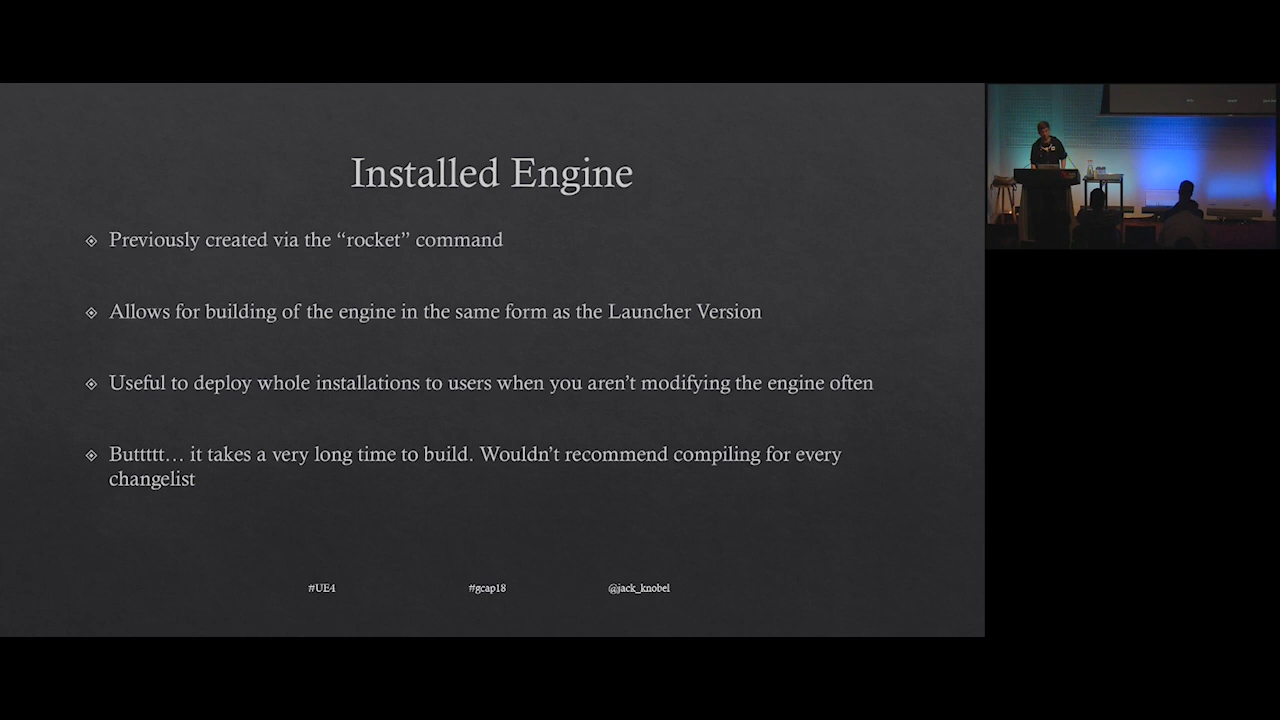 Installed Engine
Previously created via the “rocket” command
Allows for building of the engine in the same form as the Launcher Version
Useful to deploy whole installations to users when you aren’t modifying the engine often
Buttttt… it takes a very long time to build. Wouldn’t recommend compiling for every
changelist
#UE4 #gcap18 @jack_knobel